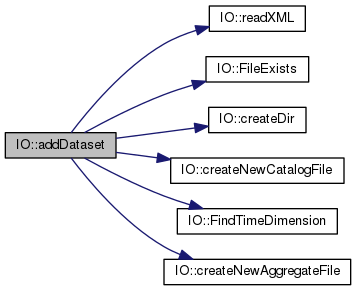 IO::readXML
IO::FileExists
IO::createDir
IO::addDataset
IO::createNewCatalogFile
IO::FindTimeDimension
IO::createNewAggregateFile